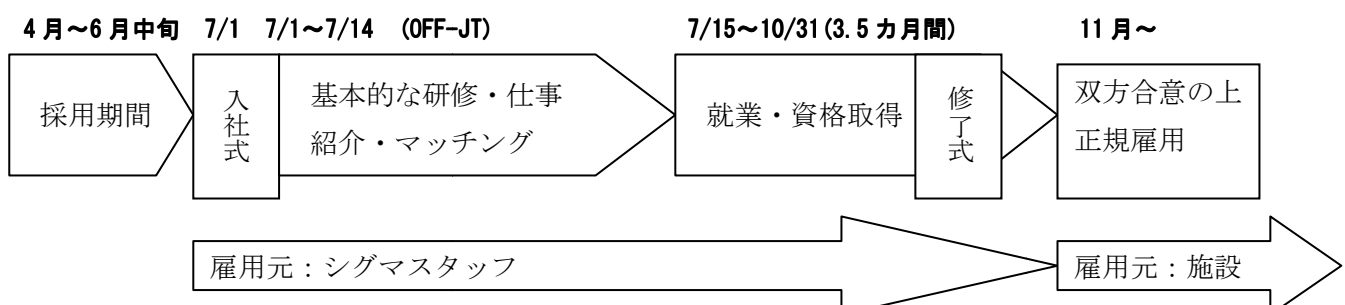 4月～6月中旬 7/1 7/1～7/14 (OFF-JT) 7/15～10/31(3.5カ月間) 11月～
採用期間
入社式
基本的な研修・仕事
紹介・マッチング
就業・資格取得
修了式
双方合意の上
正規雇用
雇用元：シグマスタッフ
雇用元：施設